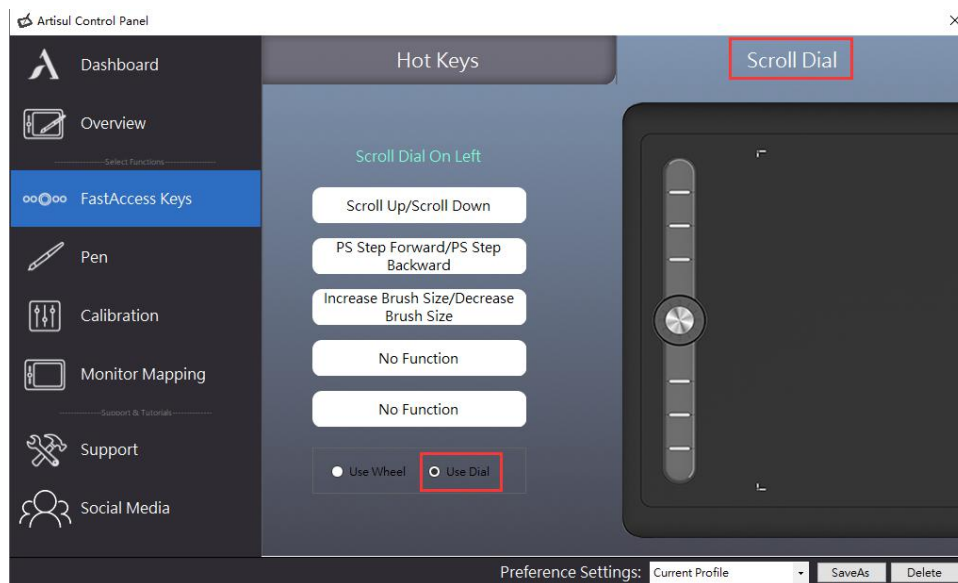 Artisul Control Panel
Dashboard
Hot Keys
Scroll Dial
Overview
Select Functions
Scroll Dial On Left
FastAccess Keys
Scroll Up/Scroll Down
Pen
PS Step Forward/PS Step
Backward
Calibration
Increase Brush Size/Decrease
Brush Size
Monitor Mapping
No Function
Support & Tutorials
No Function
Support
Use Wheel
Use Dial
Social Media
Preference Settings:
Current Profile
SaveAs
Delete